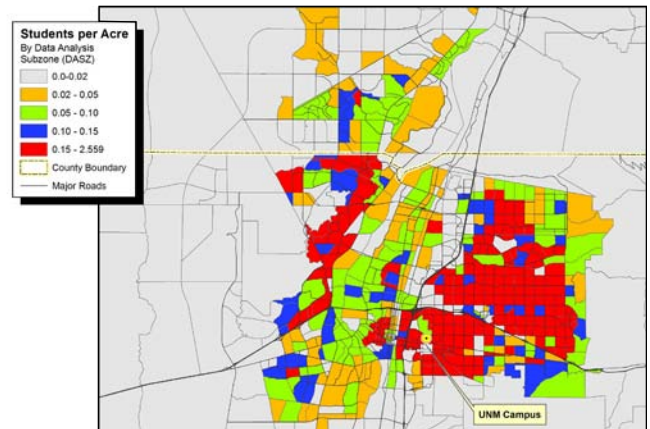 Students per Acre
By Data Analysis
Subzone (DASZ)
0.0-0.02
0.02 - 0.05
0.05 - 0.10
0.10 - 0.15
0.15 - 2.559
County Boundary
Major Roads
UNM Campus